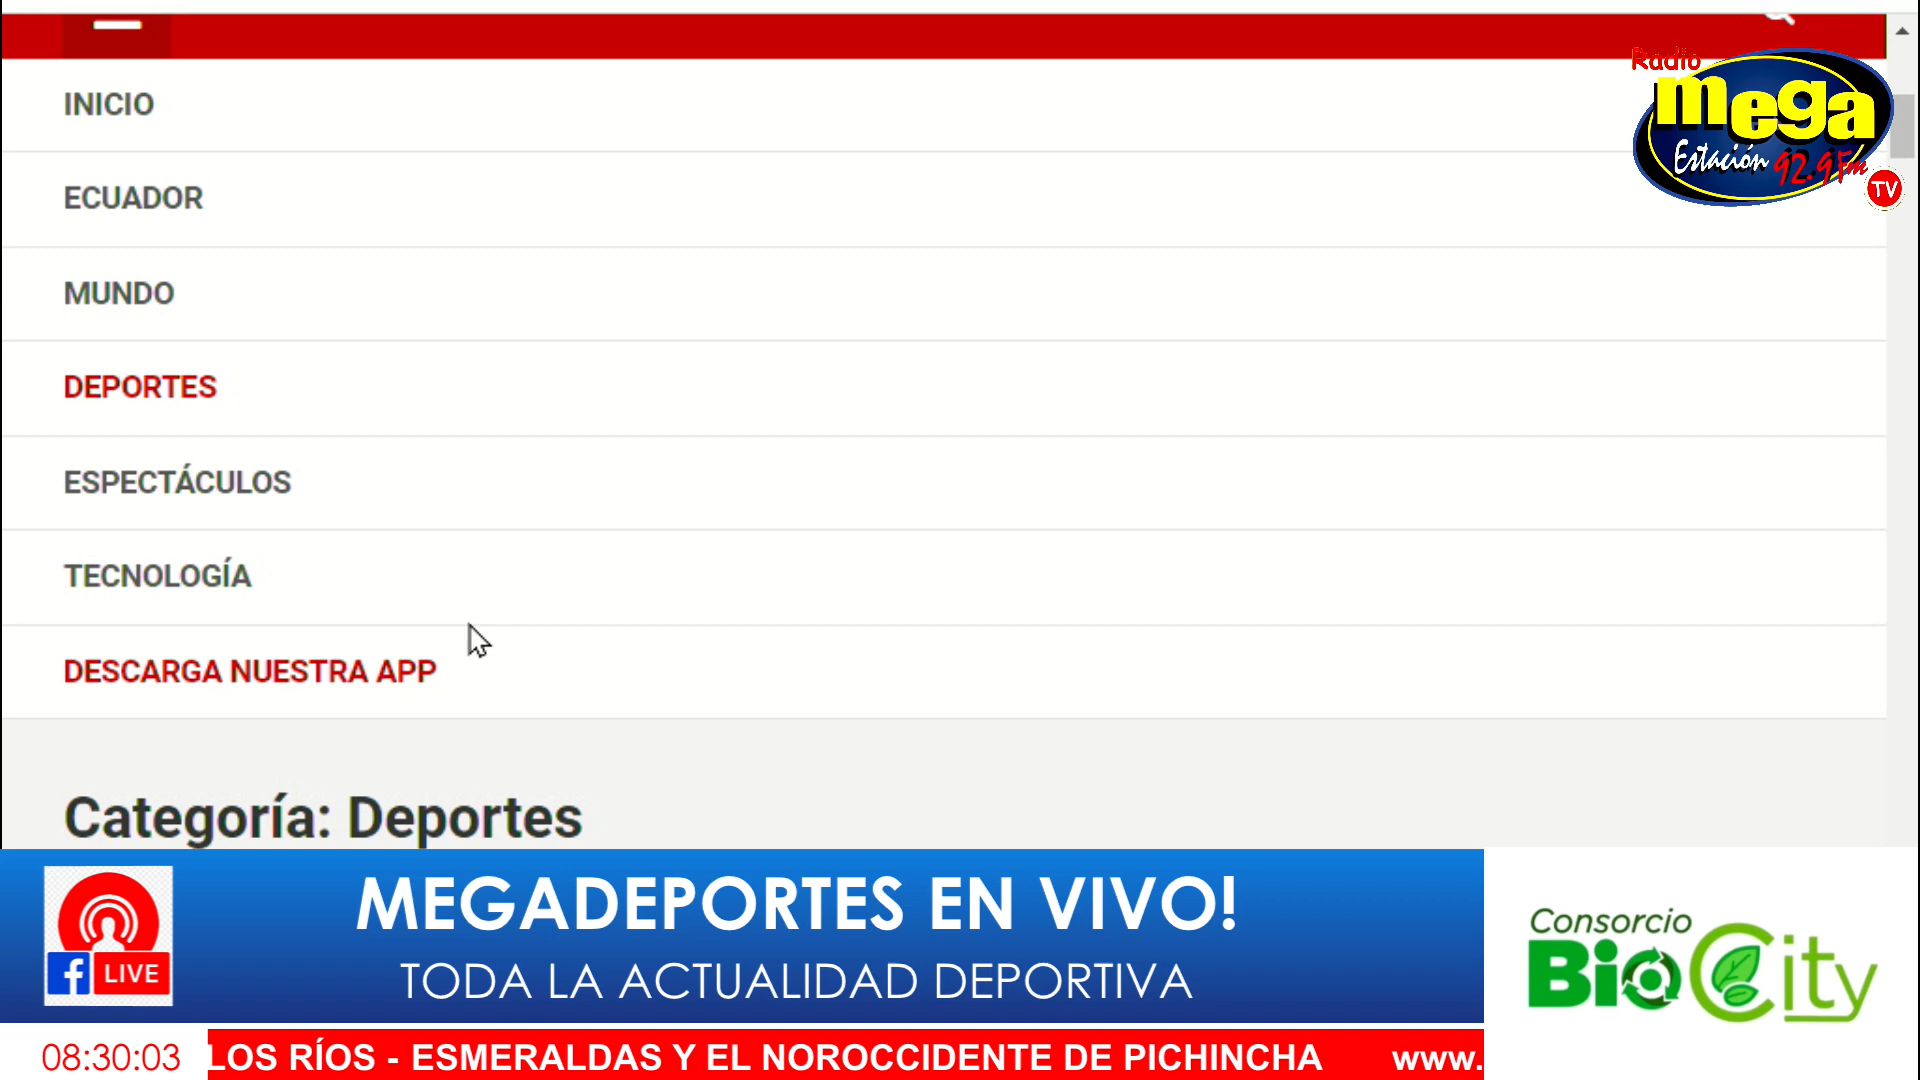 Radio
mega
Estación 92.9 Fm
TV
INICIO
ECUADOR
MUNDO
DEPORTES
ESPECTÁCULOS
TECNOLOGÍA
DESCARGA NUESTRA APP
Categoría: Deportes
f LIVE
MEGADEPORTES EN VIVO!
TODA LA ACTUALIDAD DEPORTIVA
Consorcio
BioCity
08:30:03
LOS RÍOS - ESMERALDAS Y EL NOROCCIDENTE DE PICHINCHA www.